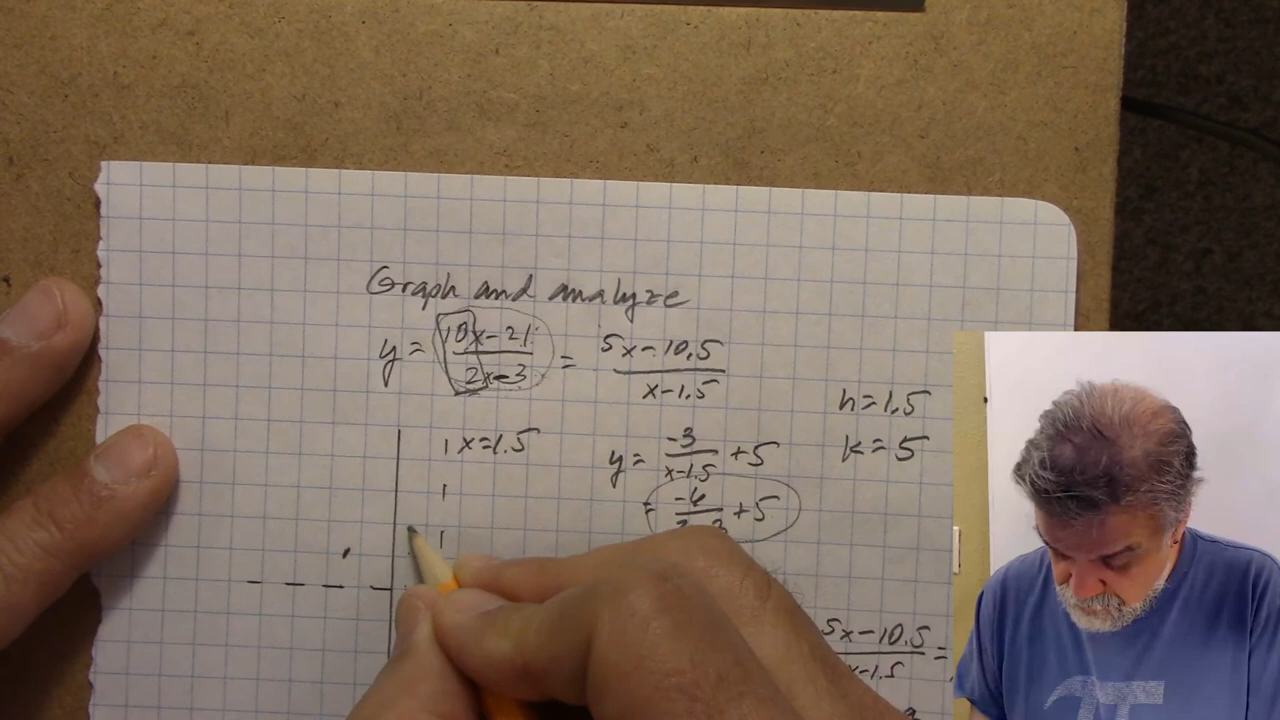 Graph and analyze
y = 10x-21 / 2x-3 = 5x-10.5 / x-1.5
h=1.5
x=1.5
y= -3 / x-1.5 +5
k=5
= -6 +5
5x-10.5 / x-1.5 =